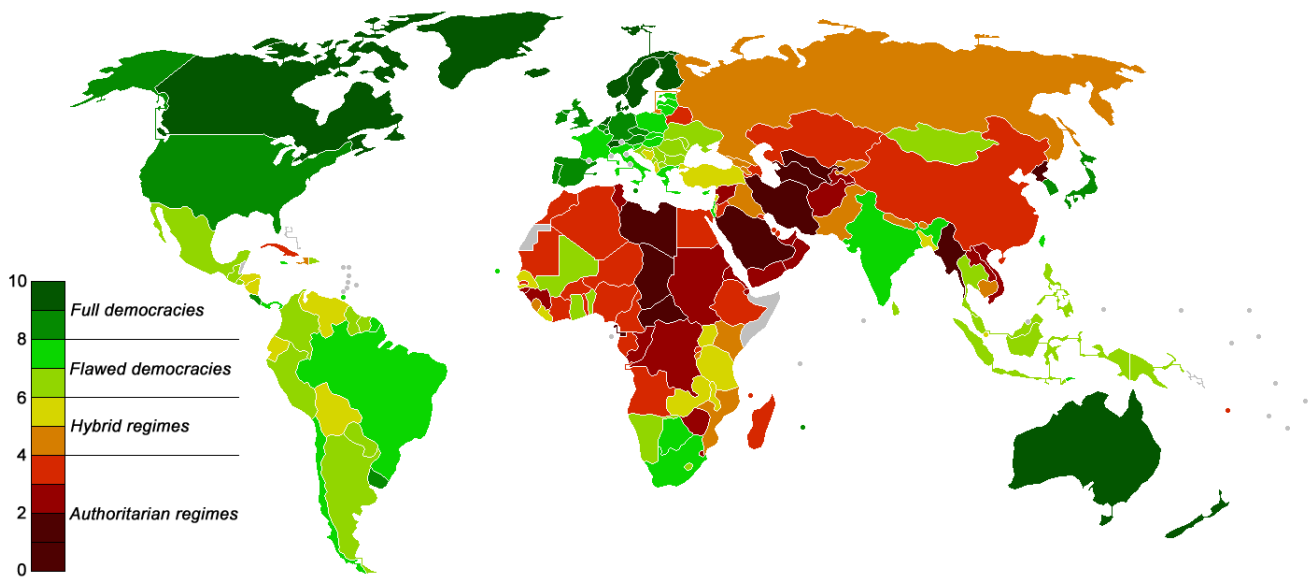 10
Full democracies
8
Flawed democracies
6
Hybrid regimes
4
Authoritarian regimes
2
0